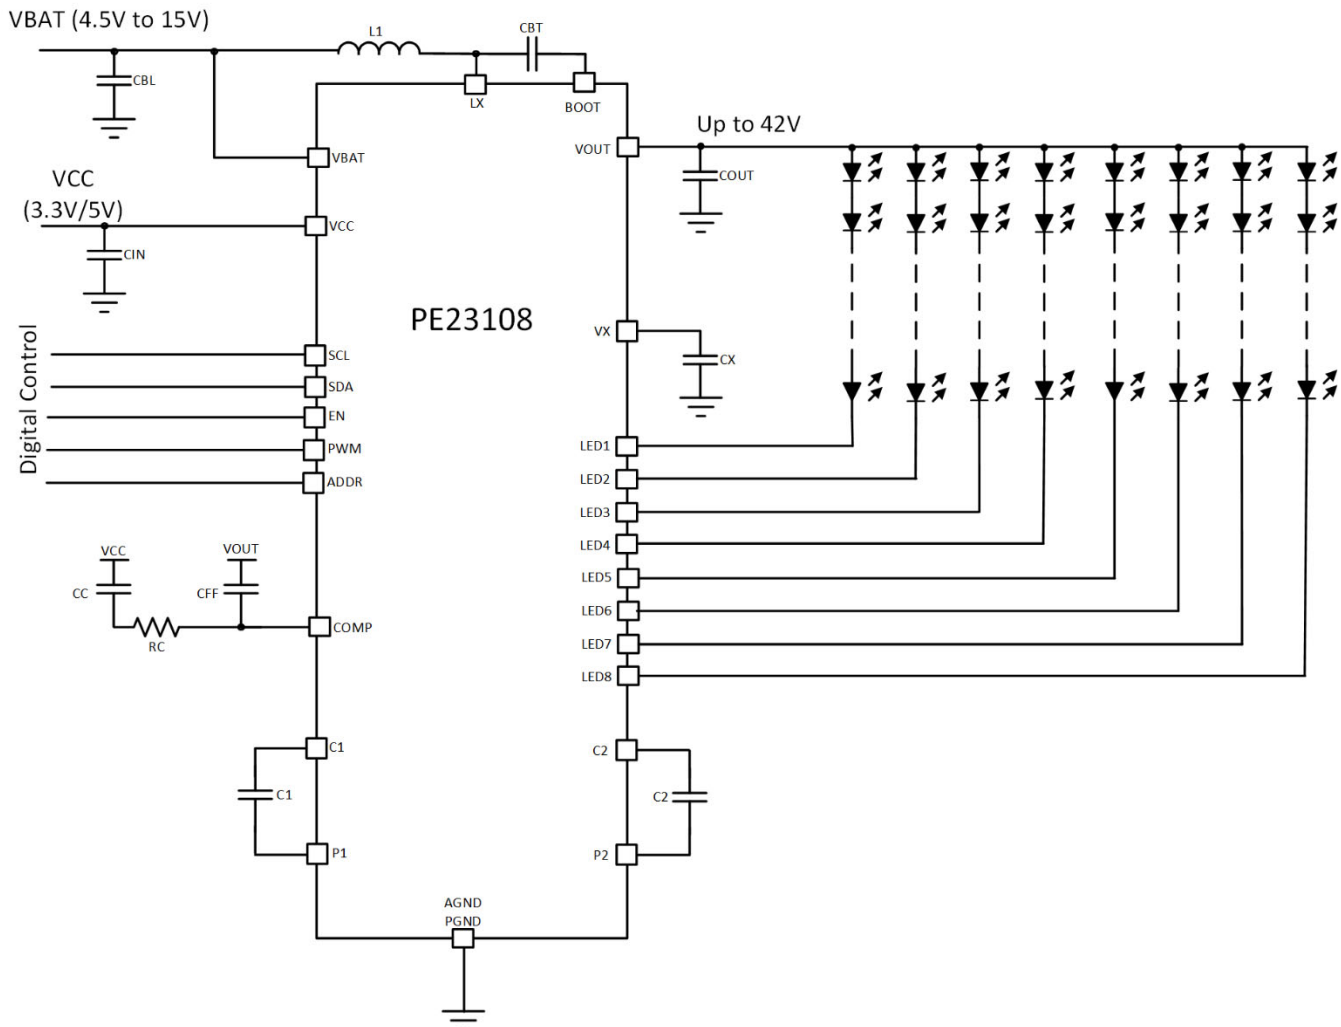 VBAT (4.5V to 15V)
L1
CBT
CBL
LX
BOOT
Up to 42V
VOUT
VBAT
COUT
VCC
(3.3V/5V)
VCC
CIN
PE23108
VX
CX
Digital Control
SCL
SDA
EN
PWM
ADDR
LED1
LED2
LED3
LED4
LED5
LED6
LED7
LED8
VCC
VOUT
CC
CFF
RC
COMP
C1
C1
P1
C2
C2
P2
AGND
PGND